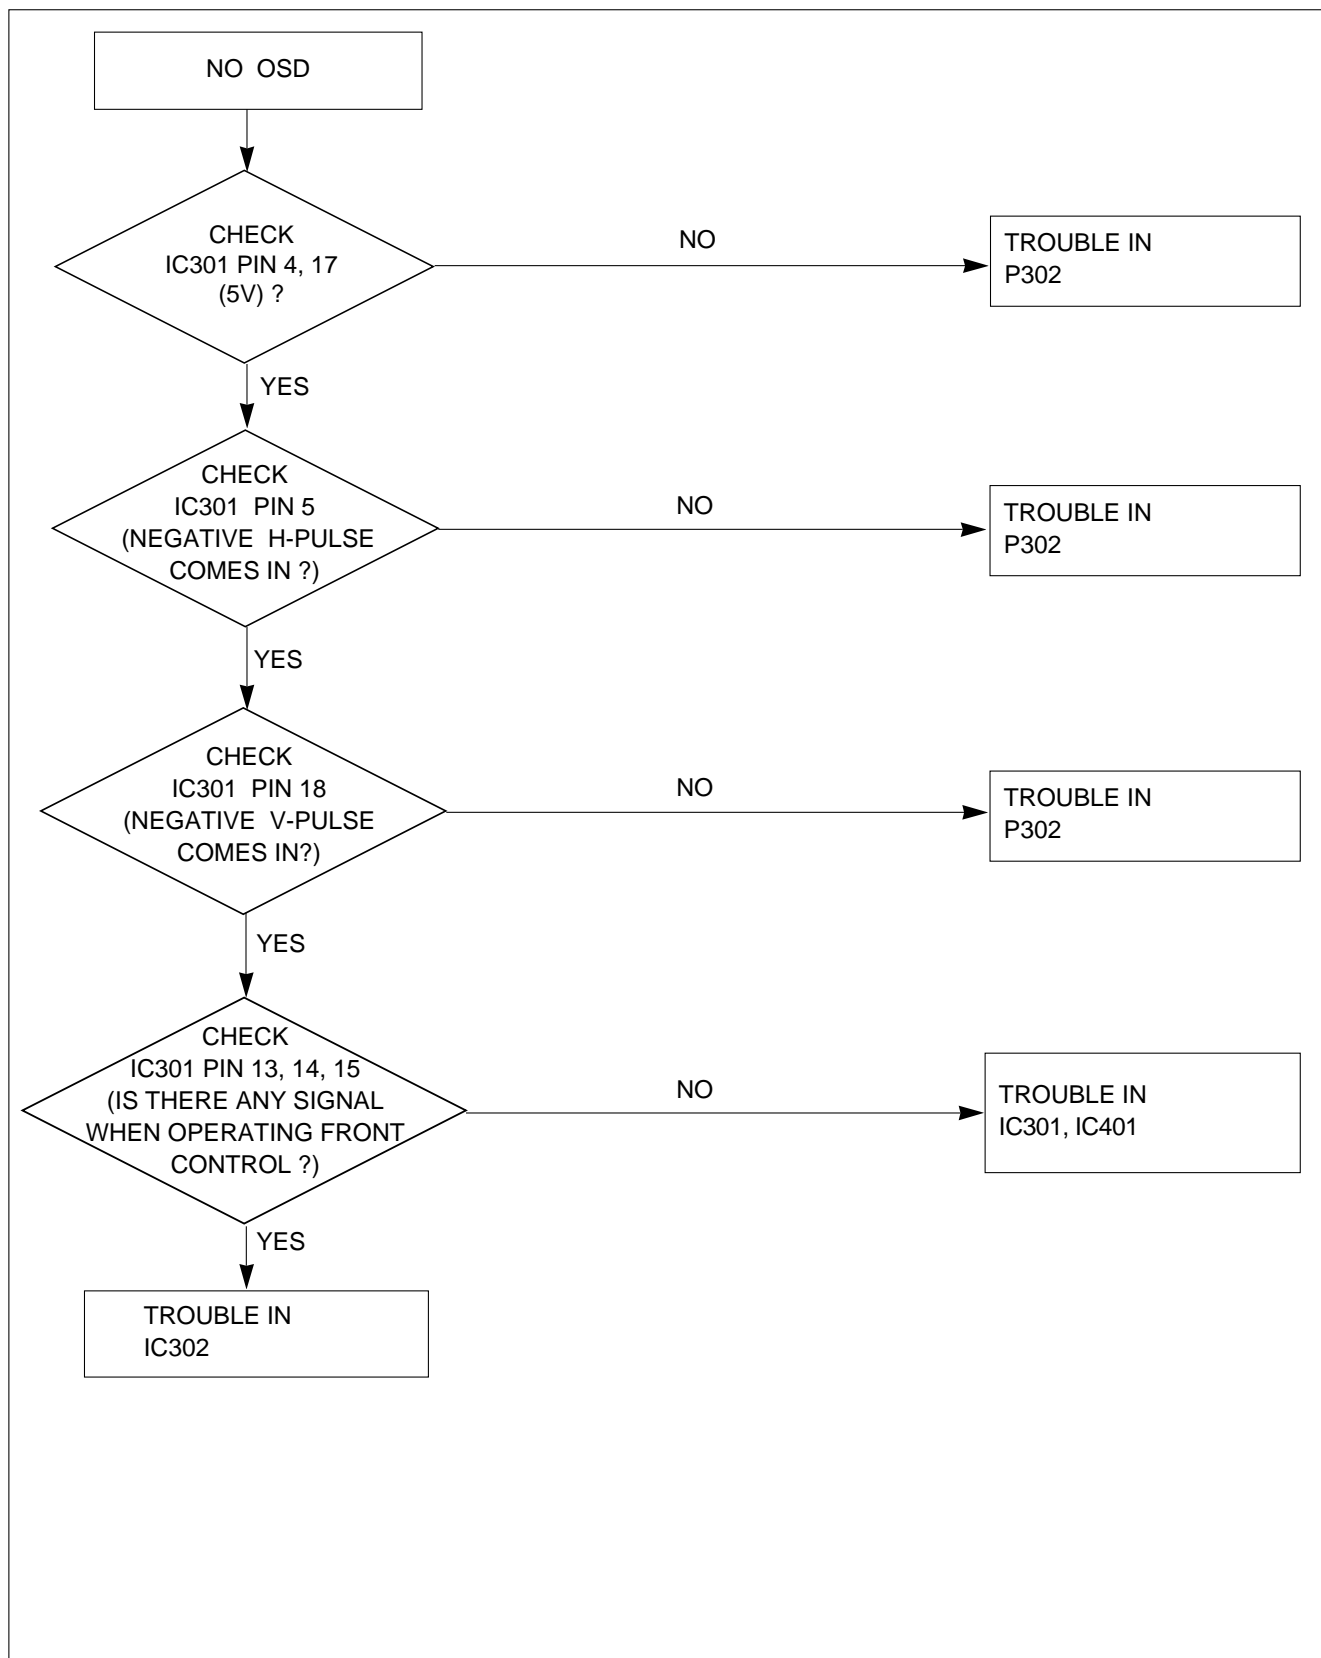 NO OSD
CHECK
IC301 PIN 4, 17
(5V) ?
NO
TROUBLE IN
P302
YES
CHECK
IC301 PIN 5
(NEGATIVE H-PULSE
COMES IN ?)
NO
TROUBLE IN
P302
YES
CHECK
IC301 PIN 18
(NEGATIVE V-PULSE
COMES IN?)
NO
TROUBLE IN
P302
YES
CHECK
IC301 PIN 13, 14, 15
(IS THERE ANY SIGNAL
WHEN OPERATING FRONT
CONTROL ?)
NO
TROUBLE IN
IC301, IC401
YES
TROUBLE IN
IC302